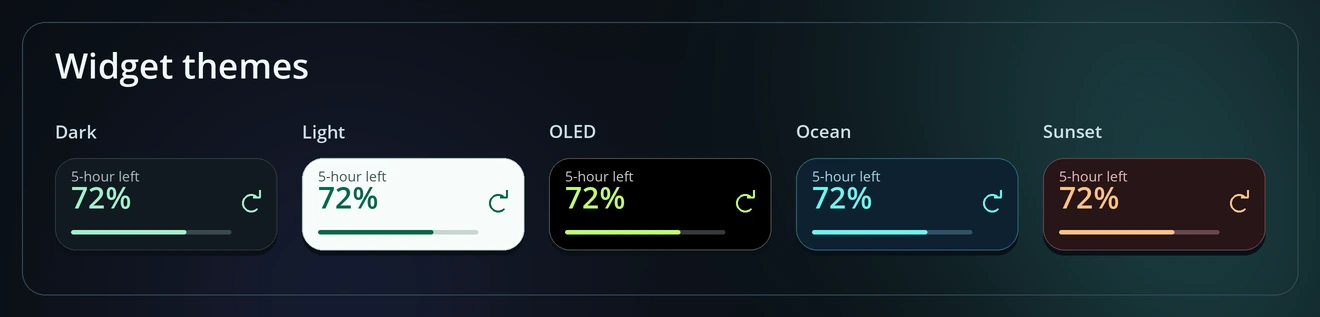 Widget themes
Dark
Light
OLED
Ocean
Sunset
5-hour left
72%
5-hour left
72%
5-hour left
72%
5-hour left
72%
5-hour left
72%